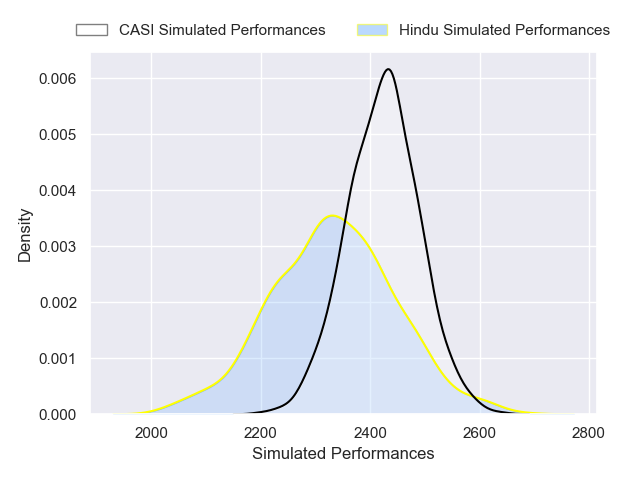 CASI Simulated Performances Hindu Simulated Performances
0.006
0.005
0.004
0.003
0.002
0.001
0.000
Density
2000 2200 2400 2600 2800
Simulated Performances